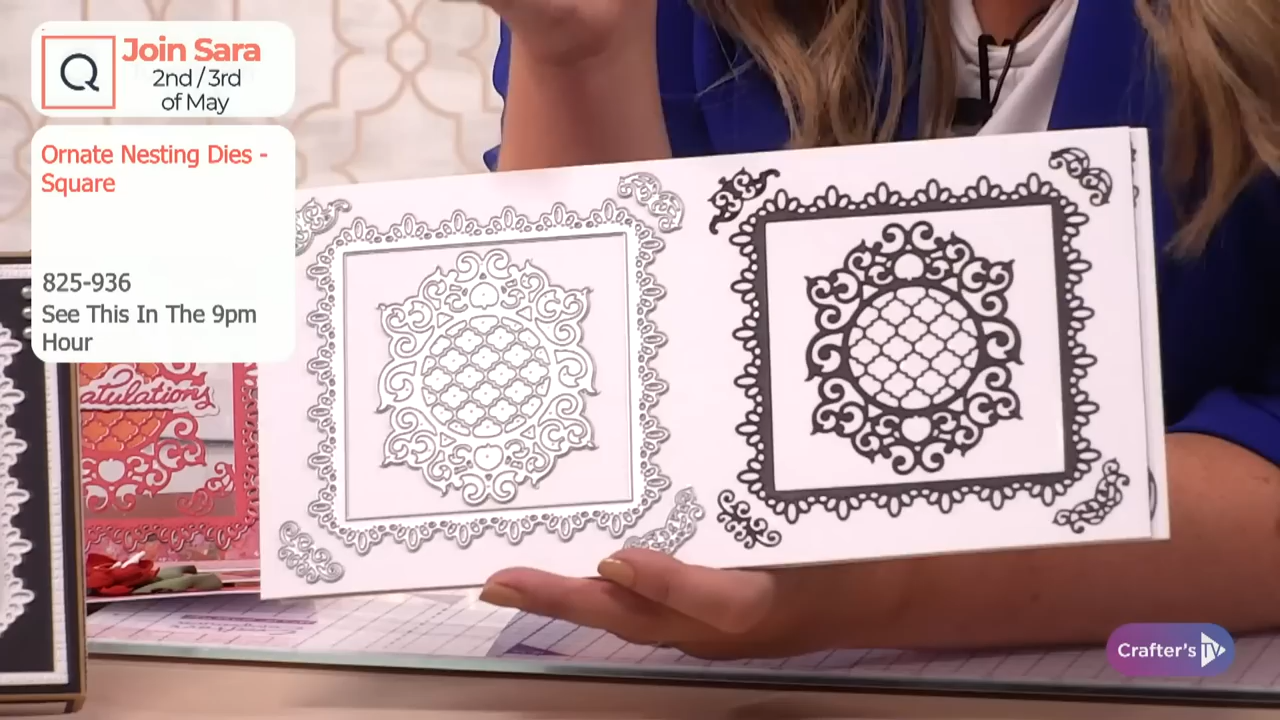 Q
Join Sara
2nd / 3rd
of May
Ornate Nesting Dies -
Square
825-936
See This In The 9pm
Hour
atulations
Crafter's TV